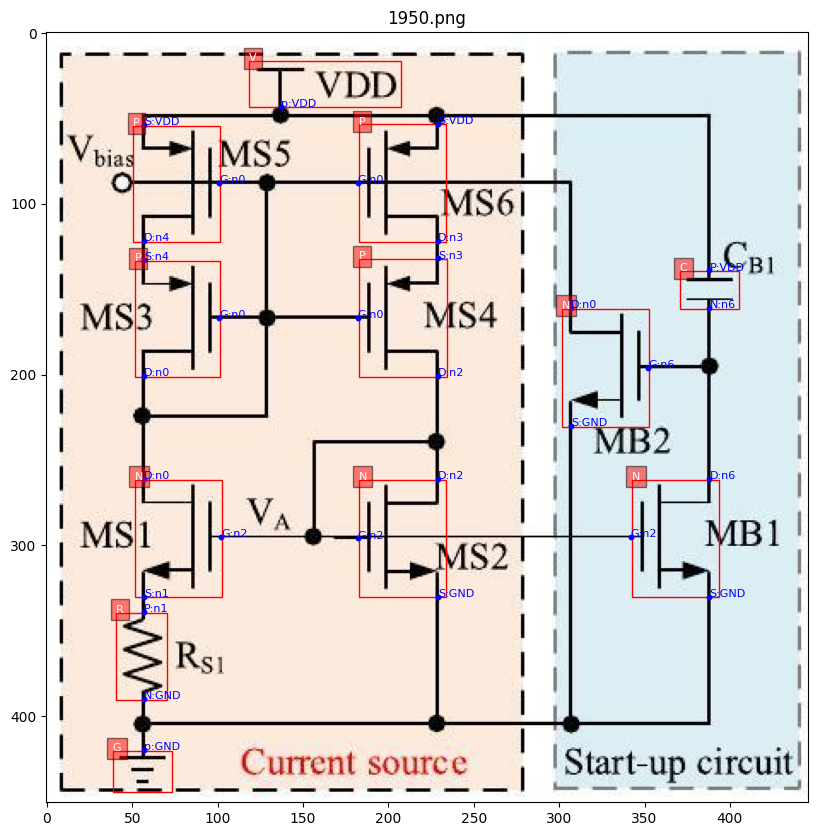 1950.png
V
VDD
p:VDD
P
S:VDD
P
S:VDD
Vbias
MS5
G:n0
G:n0
MS6
D:n4
D:n3
P
S:n4
P
S:n3
C
P:VDD
CB1
N:n6
MS3
G:n0
G:n0
MS4
N
D:n0
G:n6
D:n0
D:n2
S:GND
MB2
N
D:n0
N
D:n2
N
D:n6
MS1
VA
G:n2
G:n2
MS2
G:n2
MB1
S:n1
S:GND
S:GND
R
P:n1
RS1
N:GND
G
p:GND
Current source
Start-up circuit
0
100
200
300
400
0
50
100
150
200
250
300
350
400